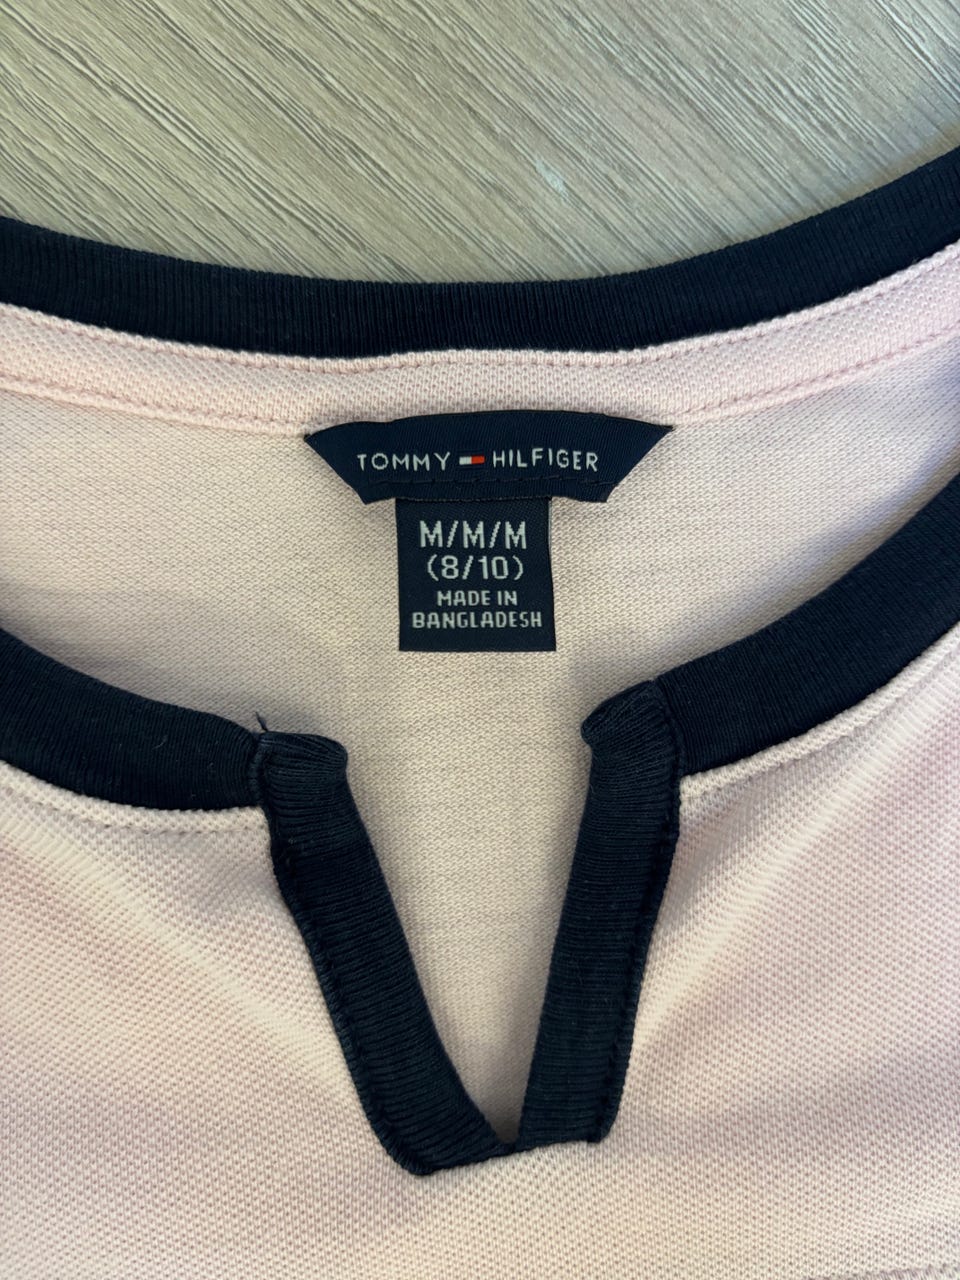 TOMMY HILFIGER
M/M/M
(8/10)
MADE IN
BANGLADESH